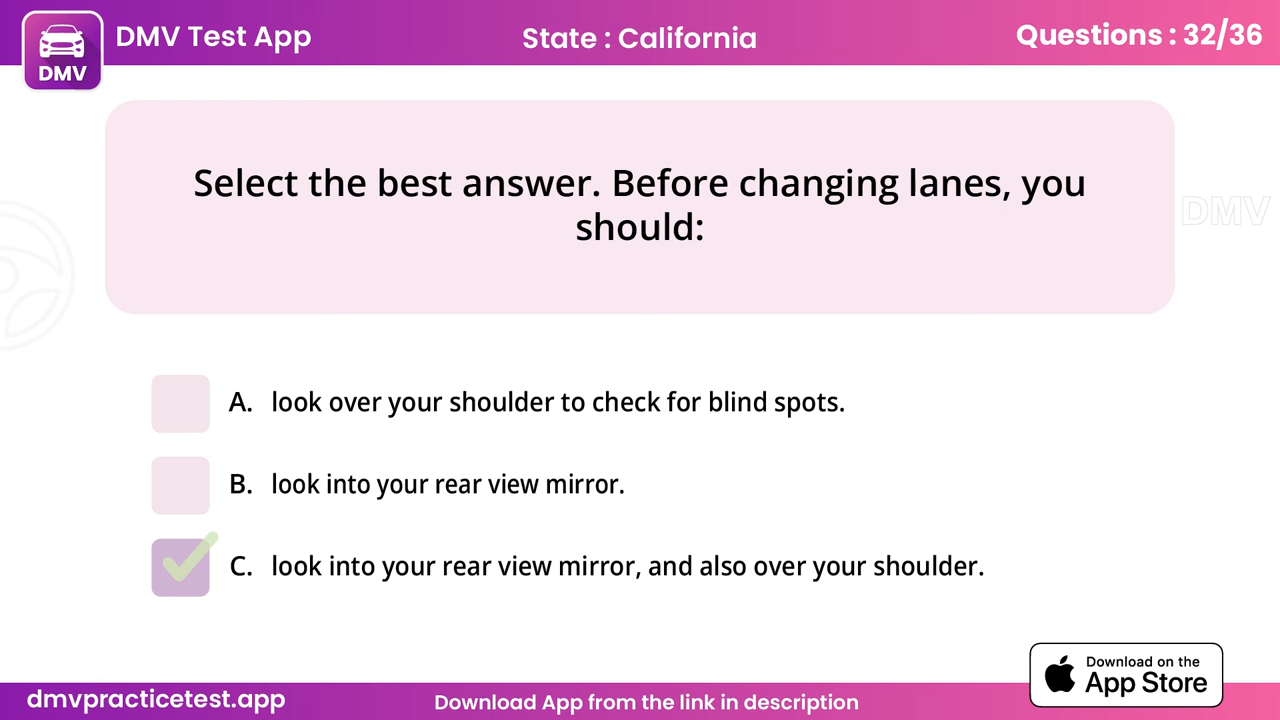 DMV Test App
State : California
Questions : 32/36
DMV
Select the best answer. Before changing lanes, you
should:
DMV
A. look over your shoulder to check for blind spots.
B. look into your rear view mirror.
C. look into your rear view mirror, and also over your shoulder.
dmvpracticetest.app
Download App from the link in description
Download on the
App Store